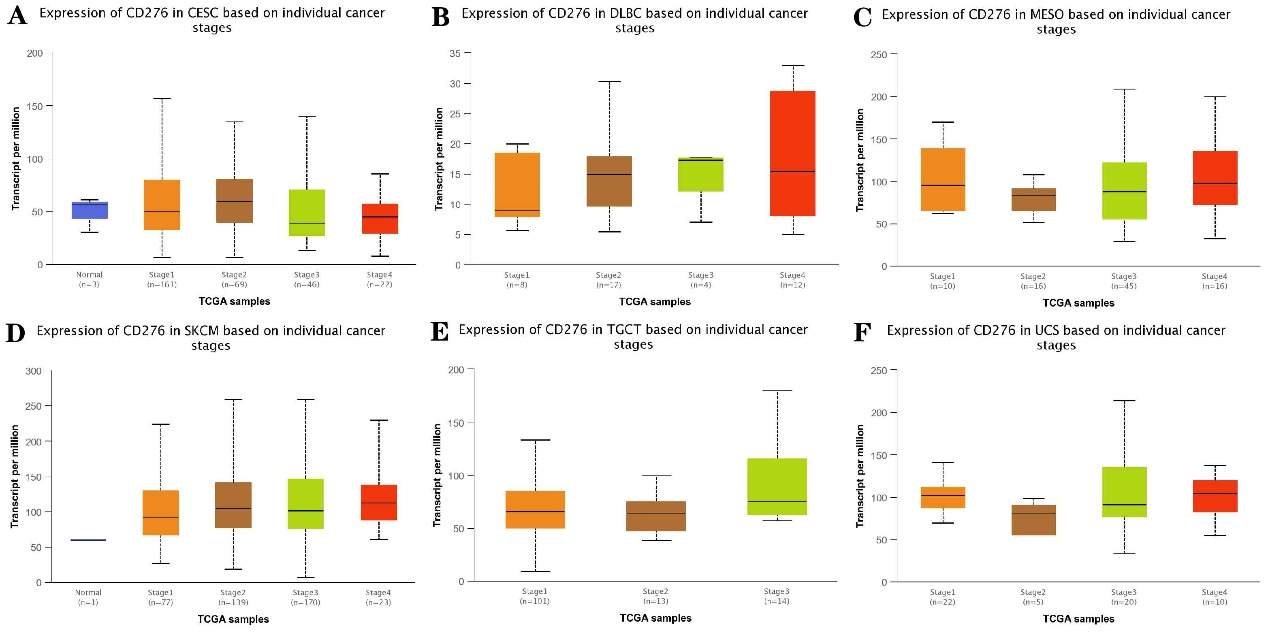 A
Expression of CD276 in CESC based on individual cancer
stages
Transcript per million
200
150
100
50
0
Normal
(n=3)
Stage1
(n=161)
Stage2
(n=69)
Stage3
(n=46)
Stage4
(n=22)
TCGA samples
B
Expression of CD276 in DLBC based on individual cancer
stages
Transcript per million
35
30
25
20
15
10
5
0
Stage1
(n=8)
Stage2
(n=17)
Stage3
(n=4)
Stage4
(n=12)
TCGA samples
C
Expression of CD276 in MESO based on individual cancer
stages
Transcript per million
250
200
150
100
50
0
Stage1
(n=10)
Stage2
(n=16)
Stage3
(n=45)
Stage4
(n=16)
TCGA samples
D
Expression of CD276 in SKCM based on individual cancer
stages
Transcript per million
300
250
200
150
100
50
0
Normal
(n=1)
Stage1
(n=77)
Stage2
(n=139)
Stage3
(n=170)
Stage4
(n=23)
TCGA samples
E
Expression of CD276 in TGCT based on individual cancer
stages
Transcript per million
200
150
100
50
0
Stage1
(n=101)
Stage2
(n=13)
Stage3
(n=14)
TCGA samples
F
Expression of CD276 in UCS based on individual cancer
stages
Transcript per million
250
200
150
100
50
0
Stage1
(n=22)
Stage2
(n=5)
Stage3
(n=20)
Stage4
(n=10)
TCGA samples